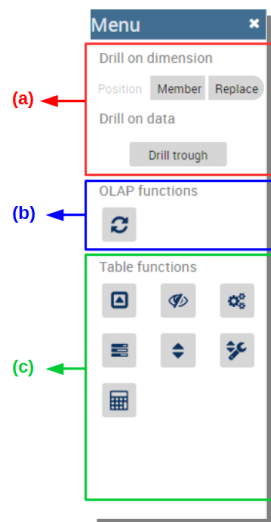 Menu ×
Drill on dimension
(a)
Position Member Replace
Drill on data
Drill trough
OLAP functions
(b)
Table functions
(c)